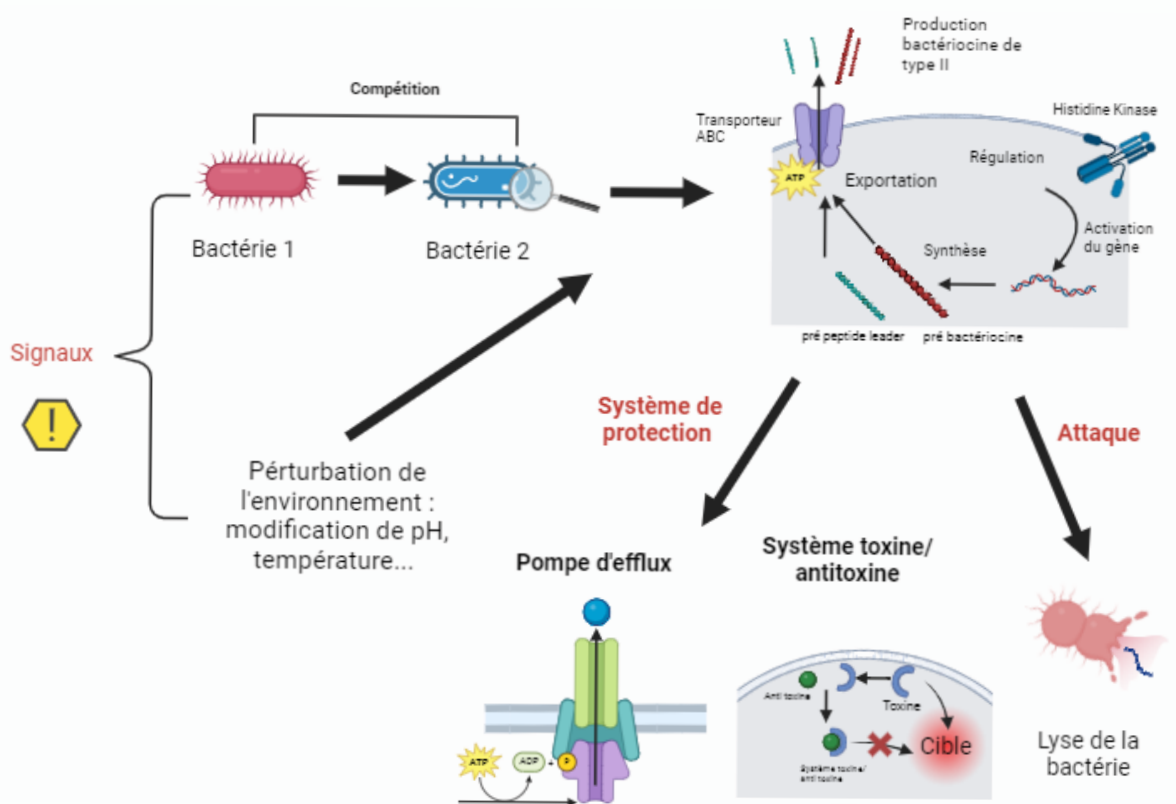 Production
bactériocine de
type II
Compétition
Transporteur
ABC
Histidine Kinase
Régulation
ATP
Exportation
Bactérie 1
Bactérie 2
Synthèse
Activation
du gène
pré peptide leader
pré bactériocine
Signaux
!
Système de
protection
Attaque
Pérturbation de
l'environnement :
modification de pH,
température...
Pompe d'efflux
Système toxine/
antitoxine
Anti toxine
Toxine
Cible
Système toxine/
anti toxine
ATP
ADP
+
P
Lyse de la
bactérie